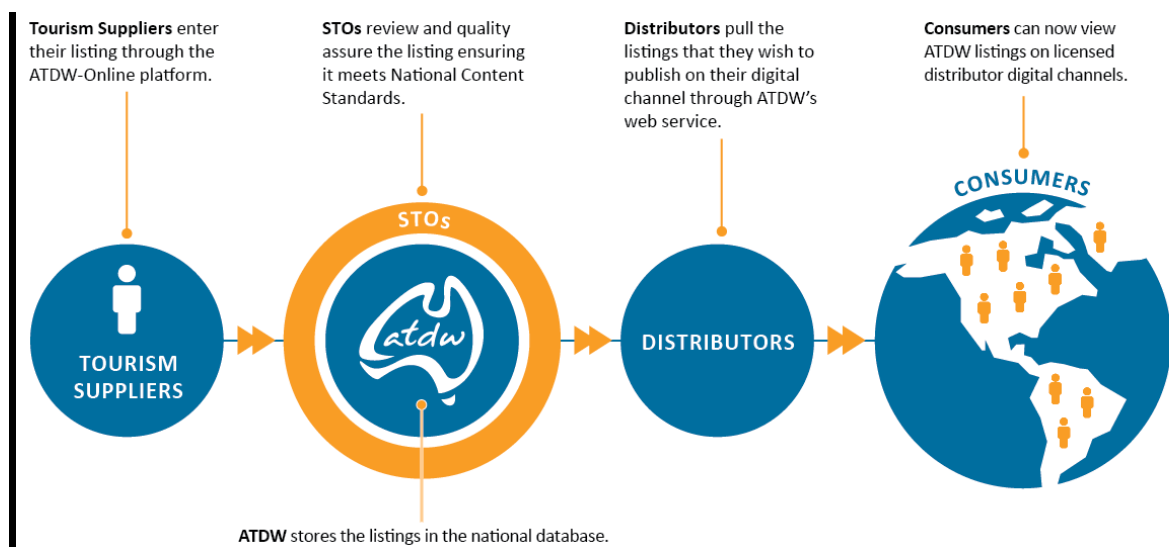 Tourism Suppliers enter
their listing through the
ATDW-Online platform.
STOs review and quality
assure the listing ensuring
it meets National Content
Standards.
Distributors pull the
listings that they wish to
publish on their digital
channel through ATDW's
web service.
Consumers can now view
ATDW listings on licensed
distributor digital channels.
TOURISM
SUPPLIERS
STOs
atdw
DISTRIBUTORS
CONSUMERS
ATDW stores the listings in the national database.